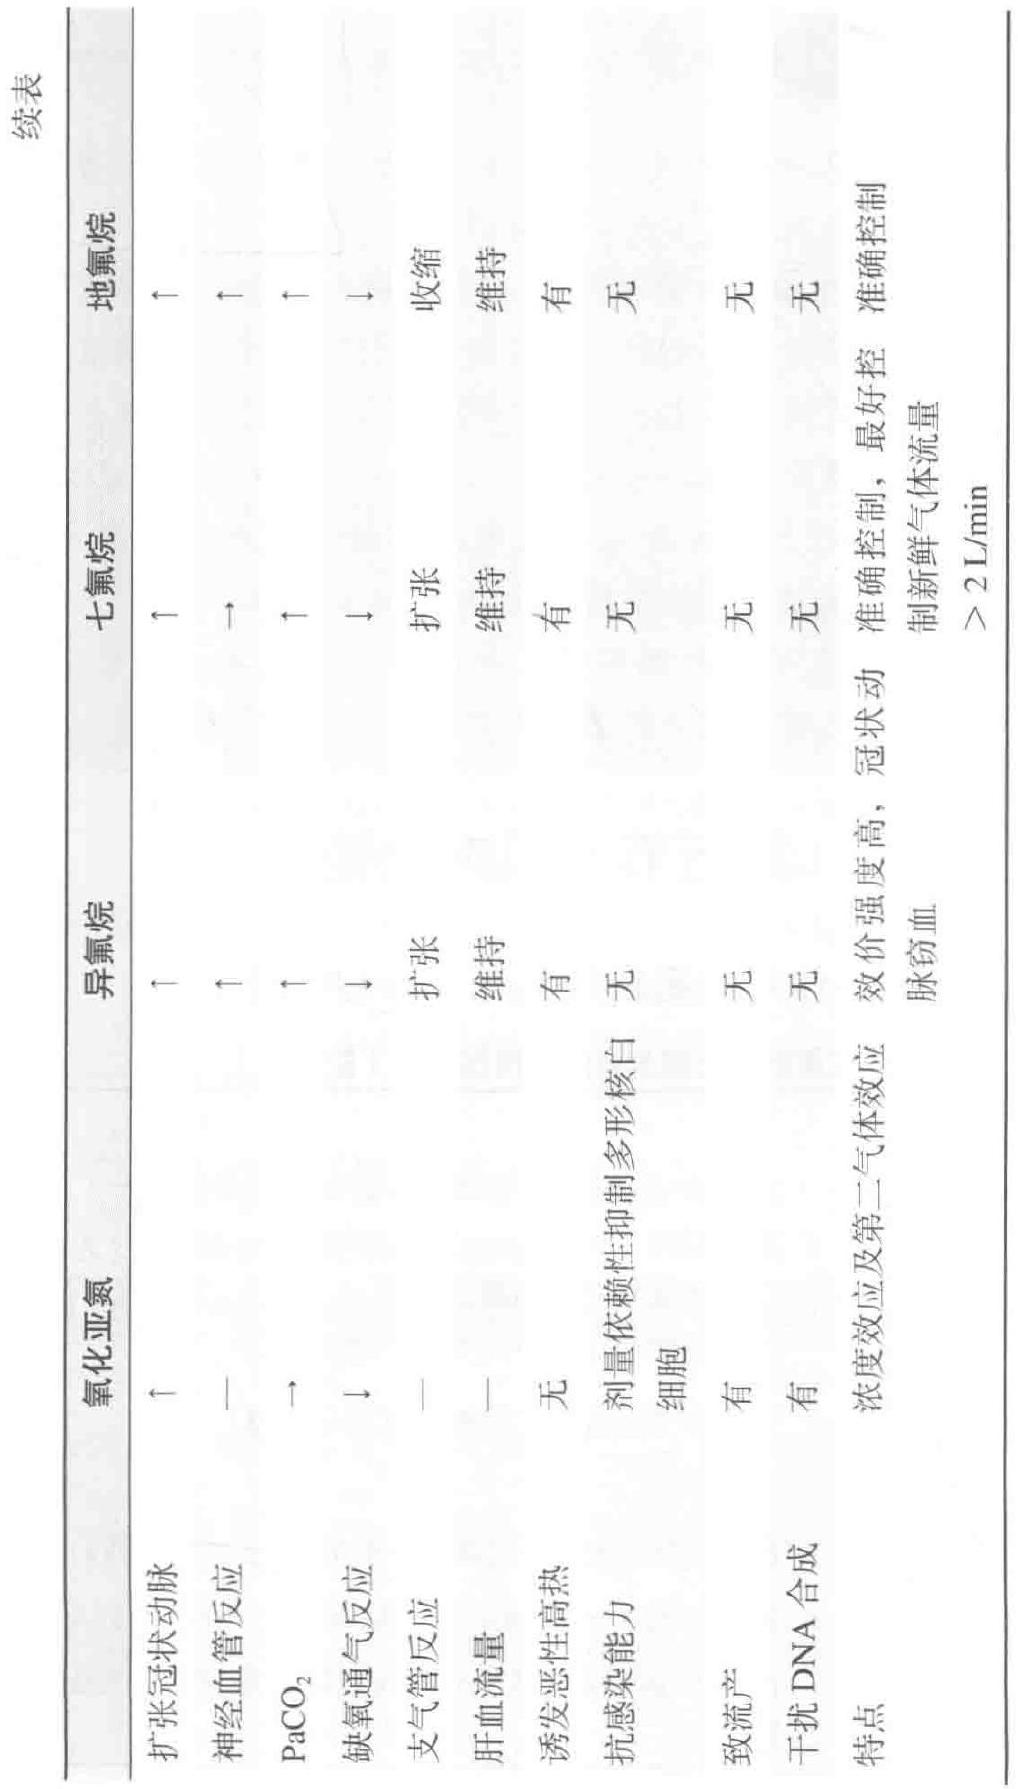 续表
氧化亚氮 异氟烷 七氟烷 地氟烷
扩张冠状动脉 ↑ ↑ ↑ ↑
神经血管反应 — ↑ → ↑
PaCO₂ → ↑ ↑ ↑
缺氧通气反应 ↓ ↓ ↓ ↓
支气管反应 — 扩张 扩张 收缩
肝血流量 — 维持 维持 维持
诱发恶性高热 无 有 有 有
抗感染能力 剂量依赖性抑制多形核白 无 无 无
细胞
致流产 有 无 无 无
干扰 DNA 合成 有 无 无 无
特点 浓度效应及第二气体效应 效价强度高，冠状动 准确控制，最好控 准确控制
脉窃血 制新鲜气体流量
> 2 L/min